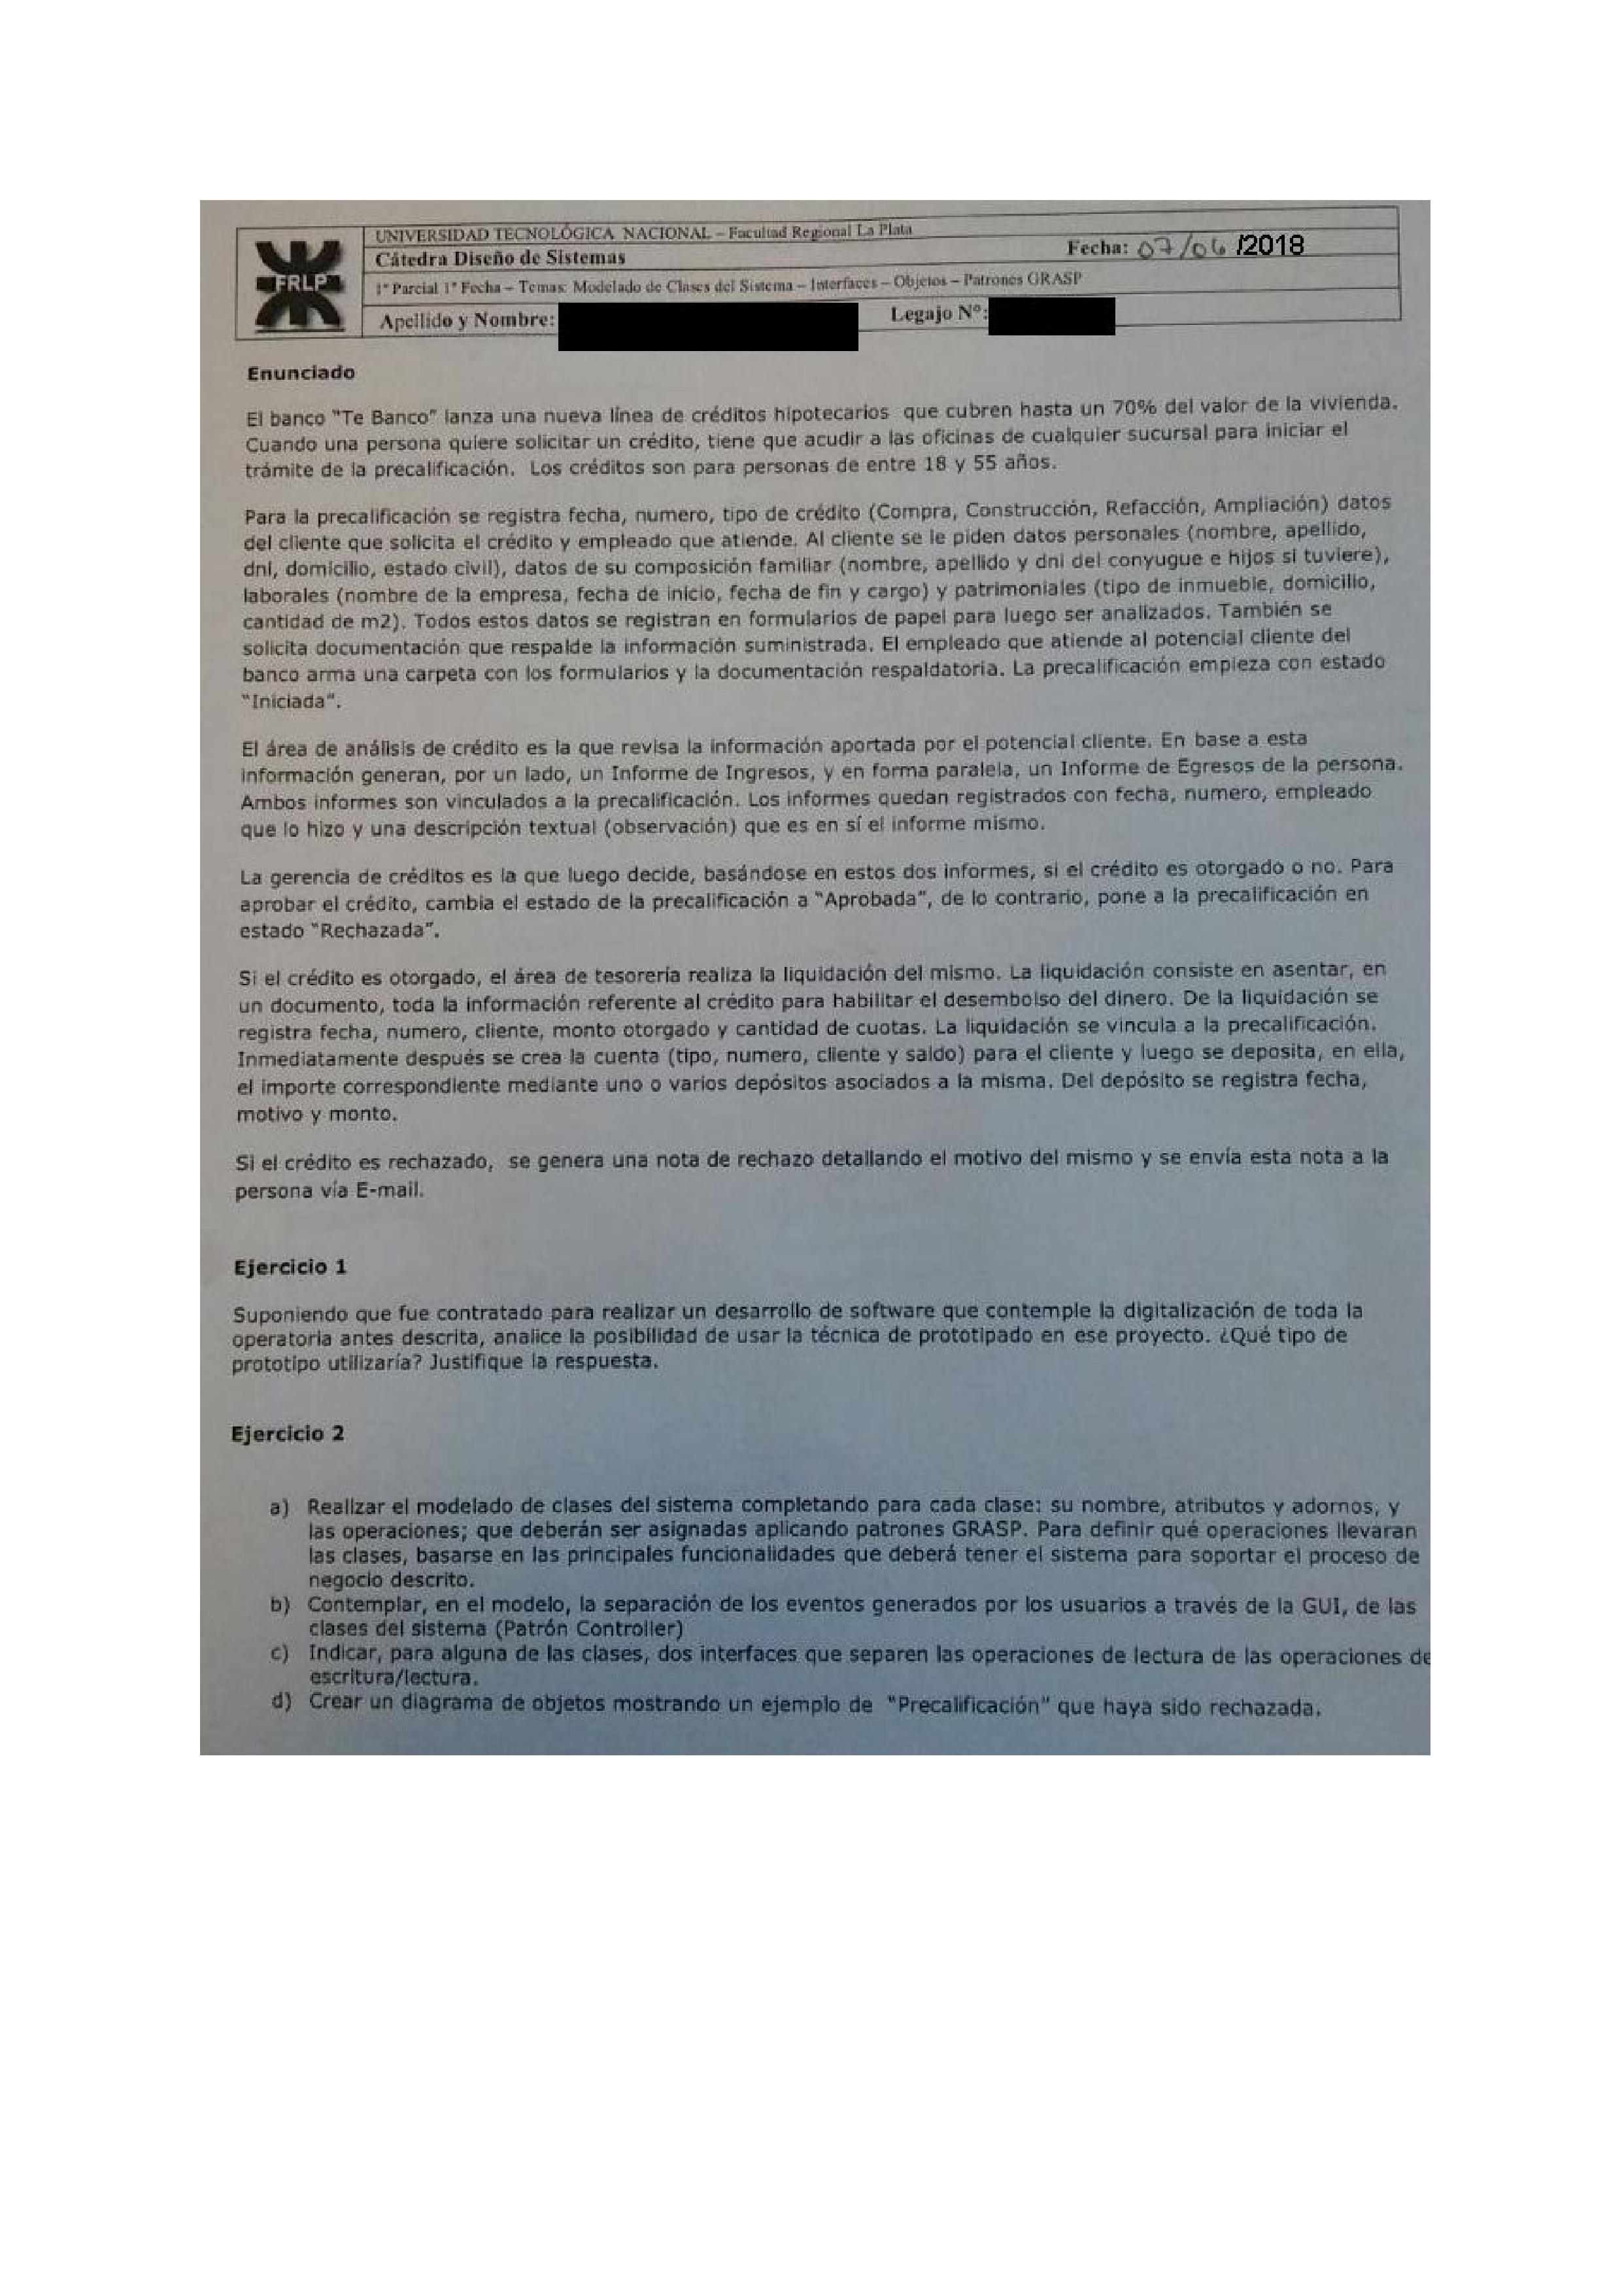 UNIVERSIDAD TECNOLÓGICA NACIONAL – Facultad Regional La Plata
Cátedra Diseño de Sistemas
Fecha: 07/06/2018
1° Parcial 1° Fecha – Temas: Modelado de Clases del Sistema – Interfaces – Objetos – Patrones GRASP
FRLP
Apellido y Nombre:
Legajo N°:
Enunciado
El banco "Te Banco" lanza una nueva línea de créditos hipotecarios que cubren hasta un 70% del valor de la vivienda.
Cuando una persona quiere solicitar un crédito, tiene que acudir a las oficinas de cualquier sucursal para iniciar el
trámite de la precalificación. Los créditos son para personas de entre 18 y 55 años.
Para la precalificación se registra fecha, numero, tipo de crédito (Compra, Construcción, Refacción, Ampliación) datos
del cliente que solicita el crédito y empleado que atiende. Al cliente se le piden datos personales (nombre, apellido,
dni, domicilio, estado civil), datos de su composición familiar (nombre, apellido y dni del conyugue e hijos si tuviere),
laborales (nombre de la empresa, fecha de inicio, fecha de fin y cargo) y patrimoniales (tipo de inmueble, domicilio,
cantidad de m2). Todos estos datos se registran en formularios de papel para luego ser analizados. También se
solicita documentación que respalde la información suministrada. El empleado que atiende al potencial cliente del
banco arma una carpeta con los formularios y la documentación respaldatoria. La precalificación empieza con estado
"Iniciada".
El área de análisis de crédito es la que revisa la información aportada por el potencial cliente. En base a esta
información generan, por un lado, un Informe de Ingresos, y en forma paralela, un Informe de Egresos de la persona.
Ambos informes son vinculados a la precalificación. Los informes quedan registrados con fecha, numero, empleado
que lo hizo y una descripción textual (observación) que es en sí el informe mismo.
La gerencia de créditos es la que luego decide, basándose en estos dos informes, si el crédito es otorgado o no. Para
aprobar el crédito, cambia el estado de la precalificación a "Aprobada", de lo contrario, pone a la precalificación en
estado "Rechazada".
Si el crédito es otorgado, el área de tesorería realiza la liquidación del mismo. La liquidación consiste en asentar, en
un documento, toda la información referente al crédito para habilitar el desembolso del dinero. De la liquidación se
registra fecha, numero, cliente, monto otorgado y cantidad de cuotas. La liquidación se vincula a la precalificación.
Inmediatamente después se crea la cuenta (tipo, numero, cliente y saldo) para el cliente y luego se deposita, en ella,
el importe correspondiente mediante uno o varios depósitos asociados a la misma. Del depósito se registra fecha,
motivo y monto.
Si el crédito es rechazado, se genera una nota de rechazo detallando el motivo del mismo y se envía esta nota a la
persona vía E-mail.
Ejercicio 1
Suponiendo que fue contratado para realizar un desarrollo de software que contemple la digitalización de toda la
operatoria antes descrita, analice la posibilidad de usar la técnica de prototipado en ese proyecto. ¿Qué tipo de
prototipo utilizaría? Justifique la respuesta.
Ejercicio 2
a) Realizar el modelado de clases del sistema completando para cada clase: su nombre, atributos y adornos, y
las operaciones; que deberán ser asignadas aplicando patrones GRASP. Para definir qué operaciones llevaran
las clases, basarse en las principales funcionalidades que deberá tener el sistema para soportar el proceso de
negocio descrito.
b) Contemplar, en el modelo, la separación de los eventos generados por los usuarios a través de la GUI, de las
clases del sistema (Patrón Controller)
c) Indicar, para alguna de las clases, dos interfaces que separen las operaciones de lectura de las operaciones de
escritura/lectura.
d) Crear un diagrama de objetos mostrando un ejemplo de "Precalificación" que haya sido rechazada.